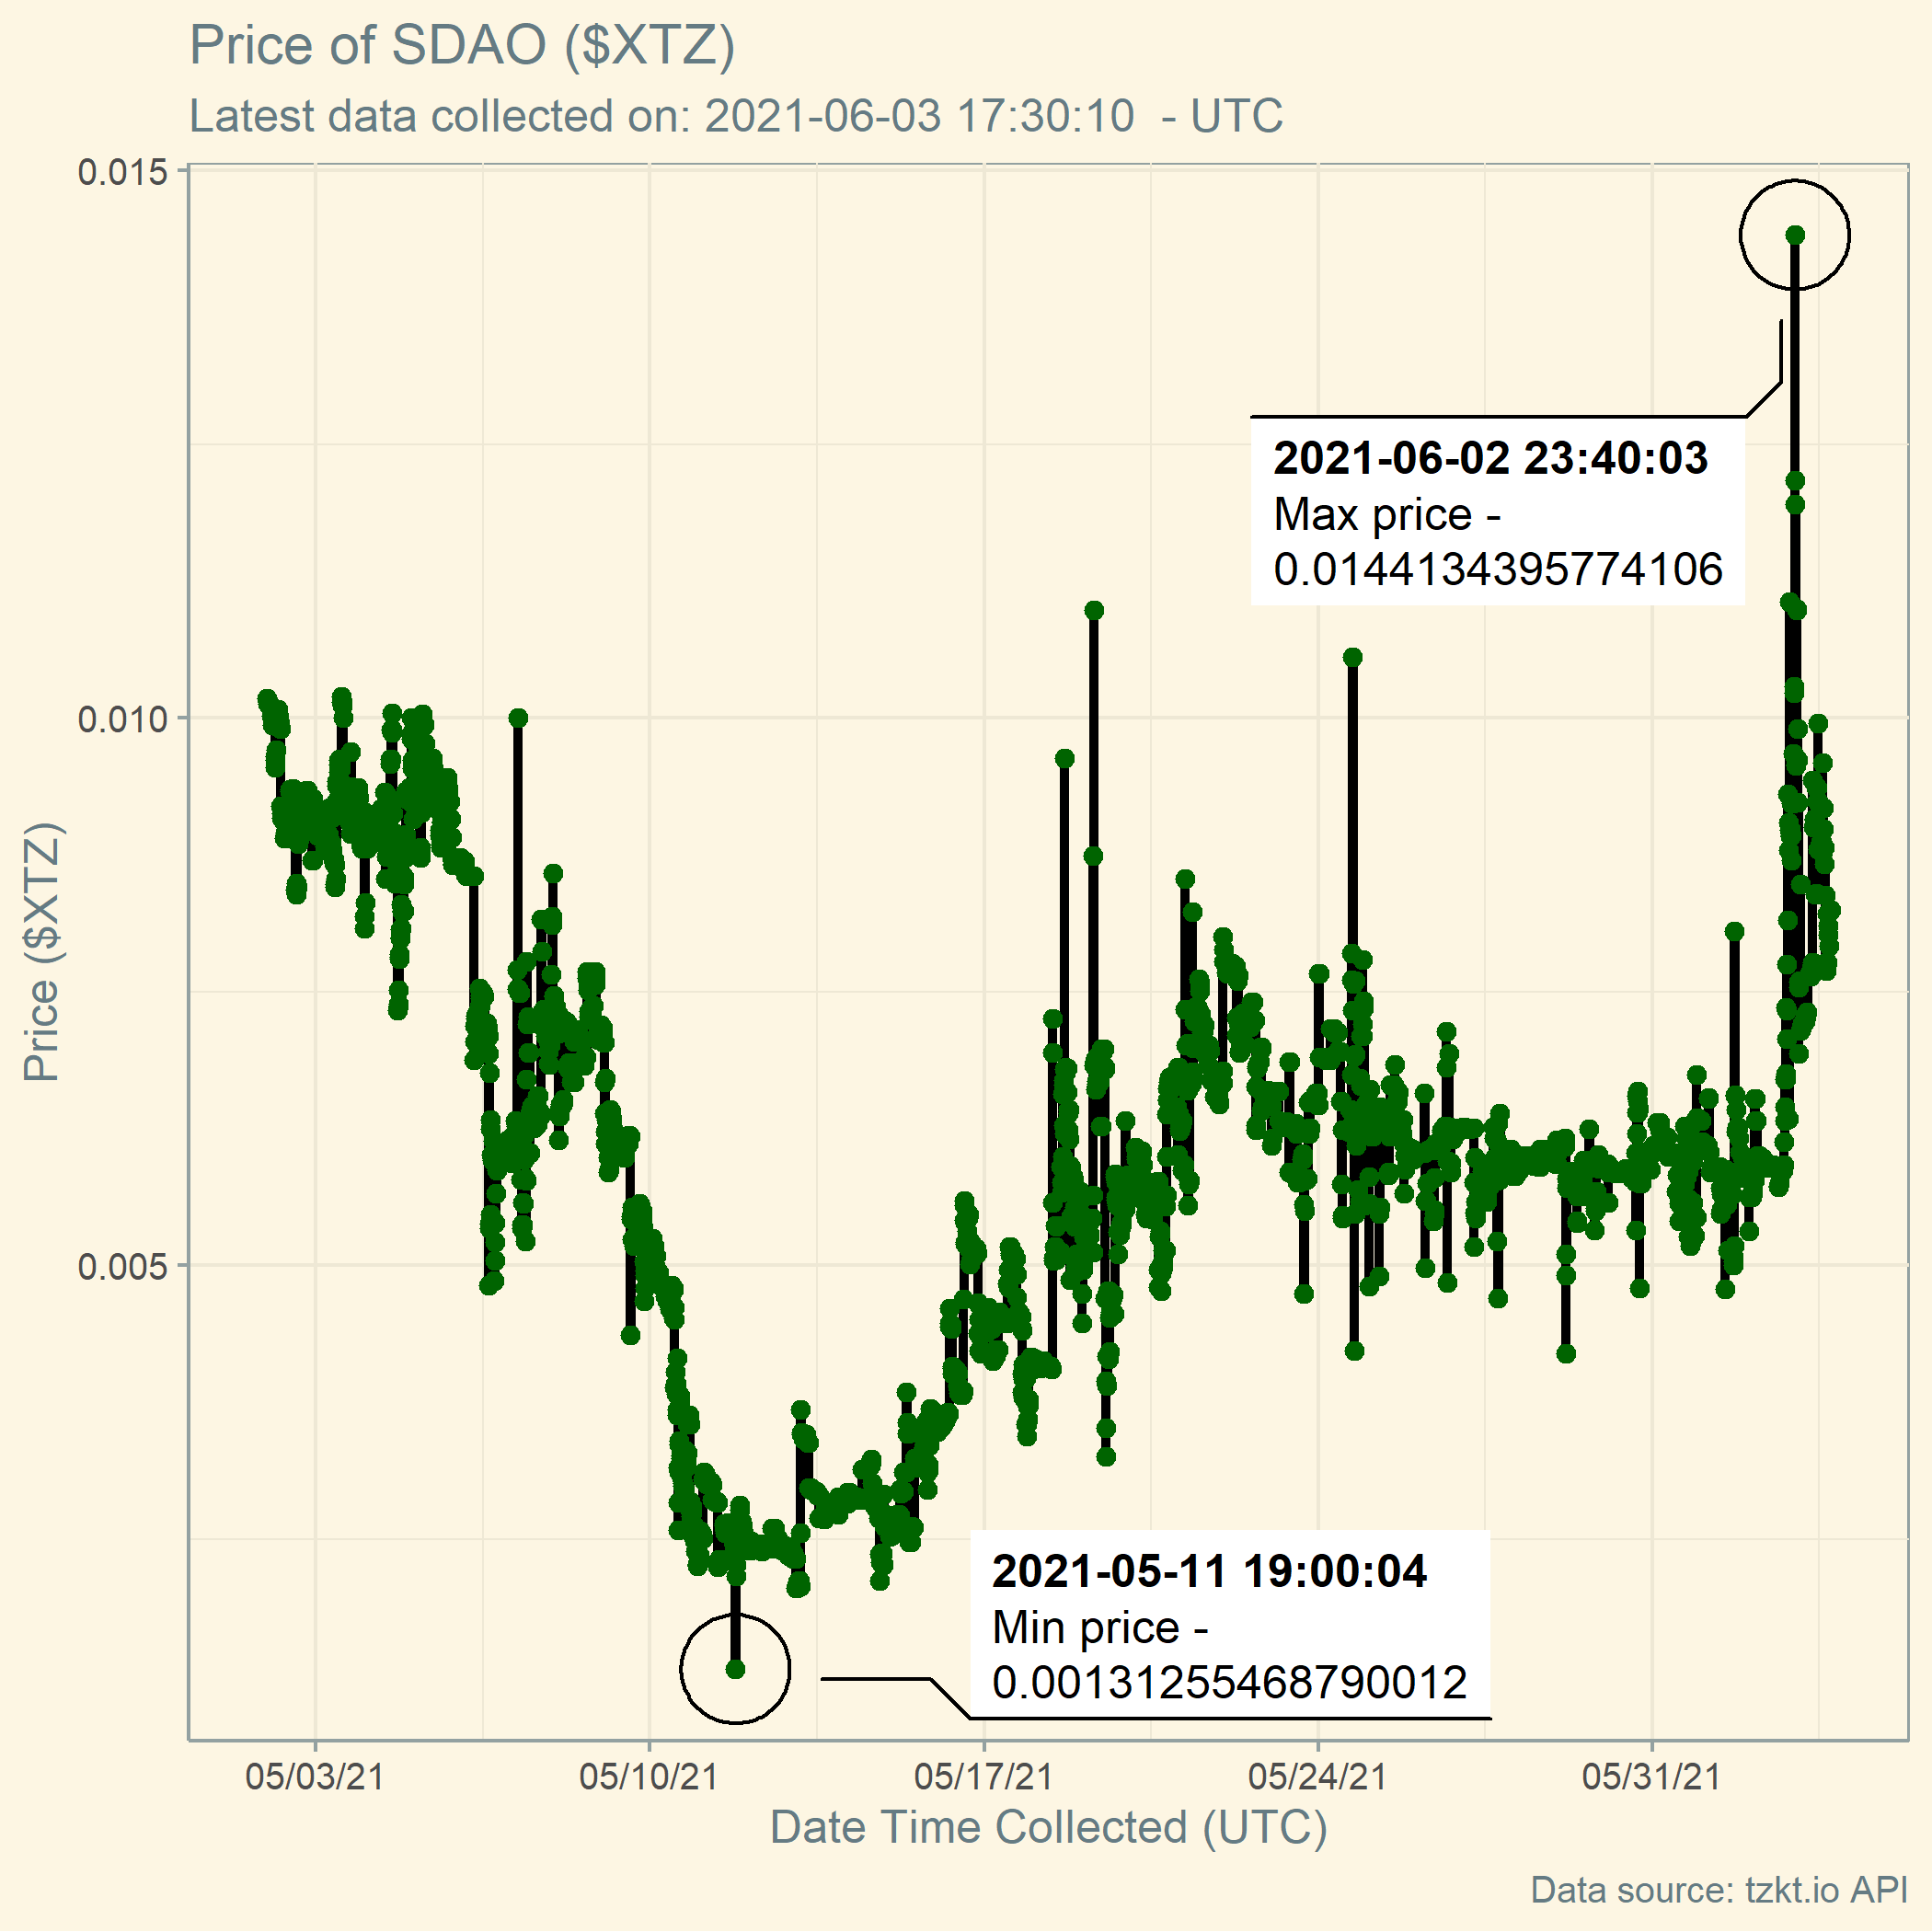 Price of SDAO ($XTZ)
Latest data collected on: 2021-06-03 17:30:10  - UTC
0.015
0.010
0.005
Price ($XTZ)
2021-06-02 23:40:03
Max price -
0.0144134395774106
2021-05-11 19:00:04
Min price -
0.00131255468790012
05/03/21
05/10/21
05/17/21
05/24/21
05/31/21
Date Time Collected (UTC)
Data source: tzkt.io API